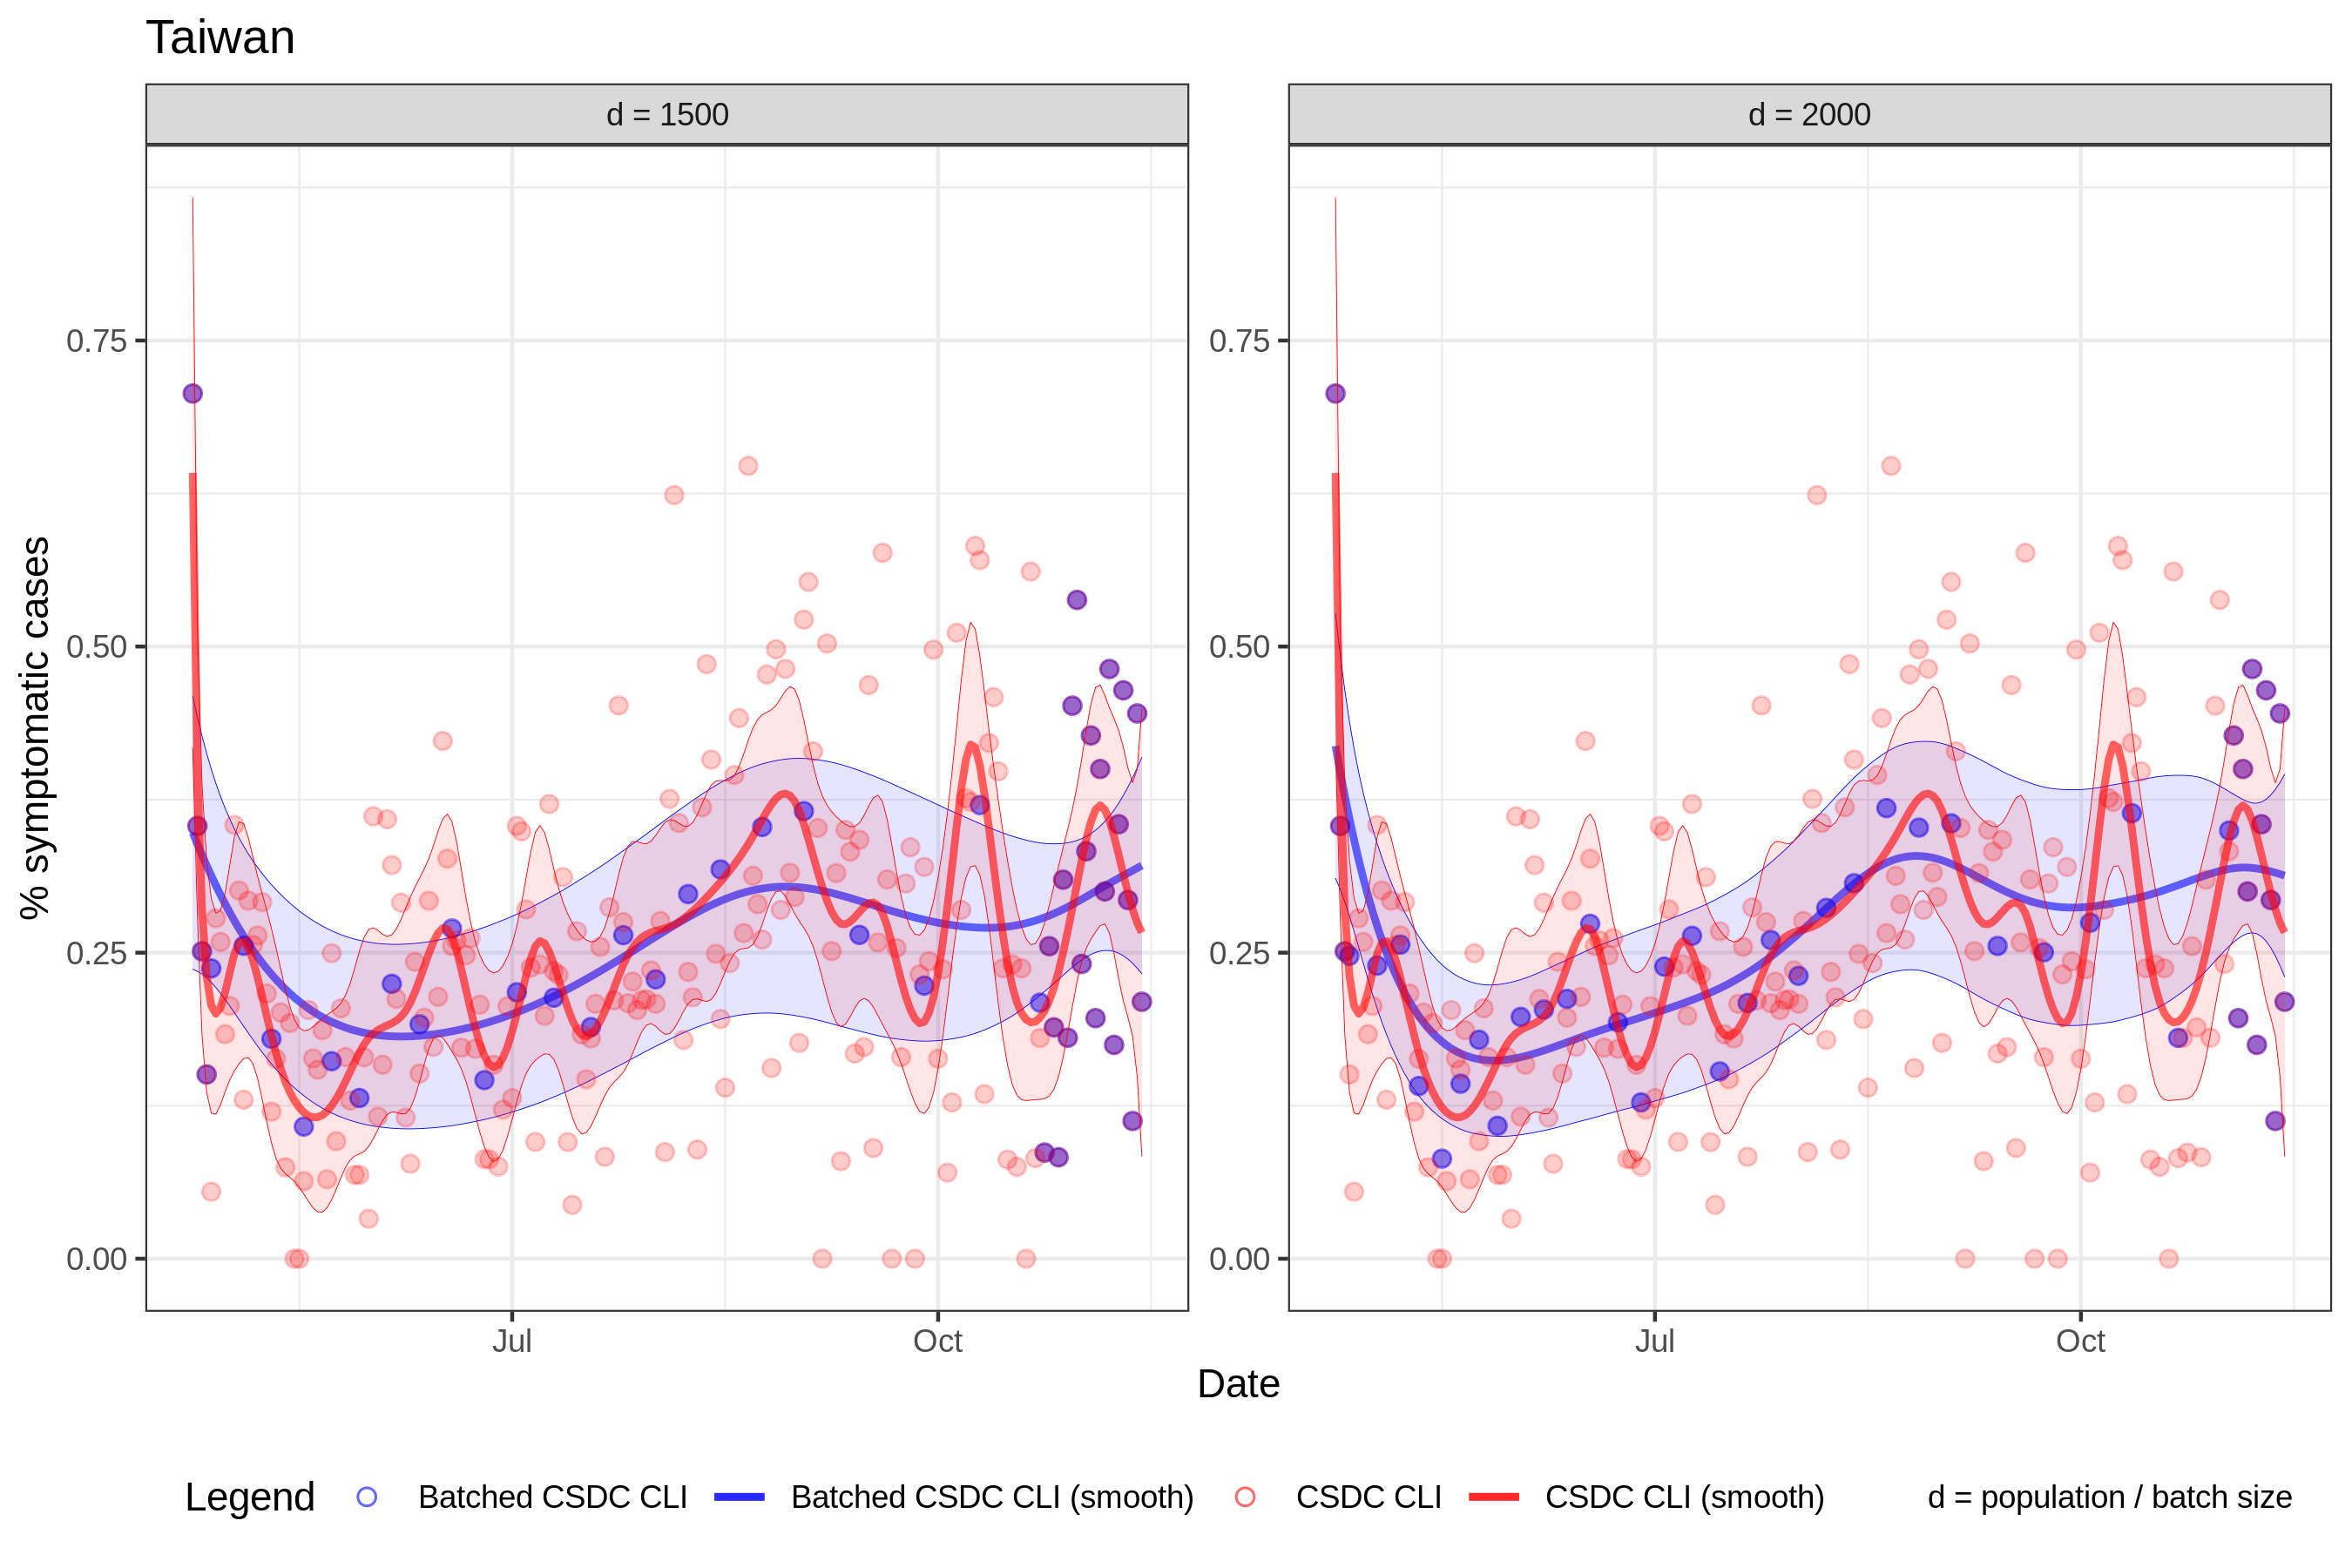 Taiwan
d = 1500
d = 2000
% symptomatic cases
0.75
0.50
0.25
0.00
0.75
0.50
0.25
0.00
Jul
Oct
Jul
Oct
Date
Legend
Batched CSDC CLI
Batched CSDC CLI (smooth)
CSDC CLI
CSDC CLI (smooth)
d = population / batch size